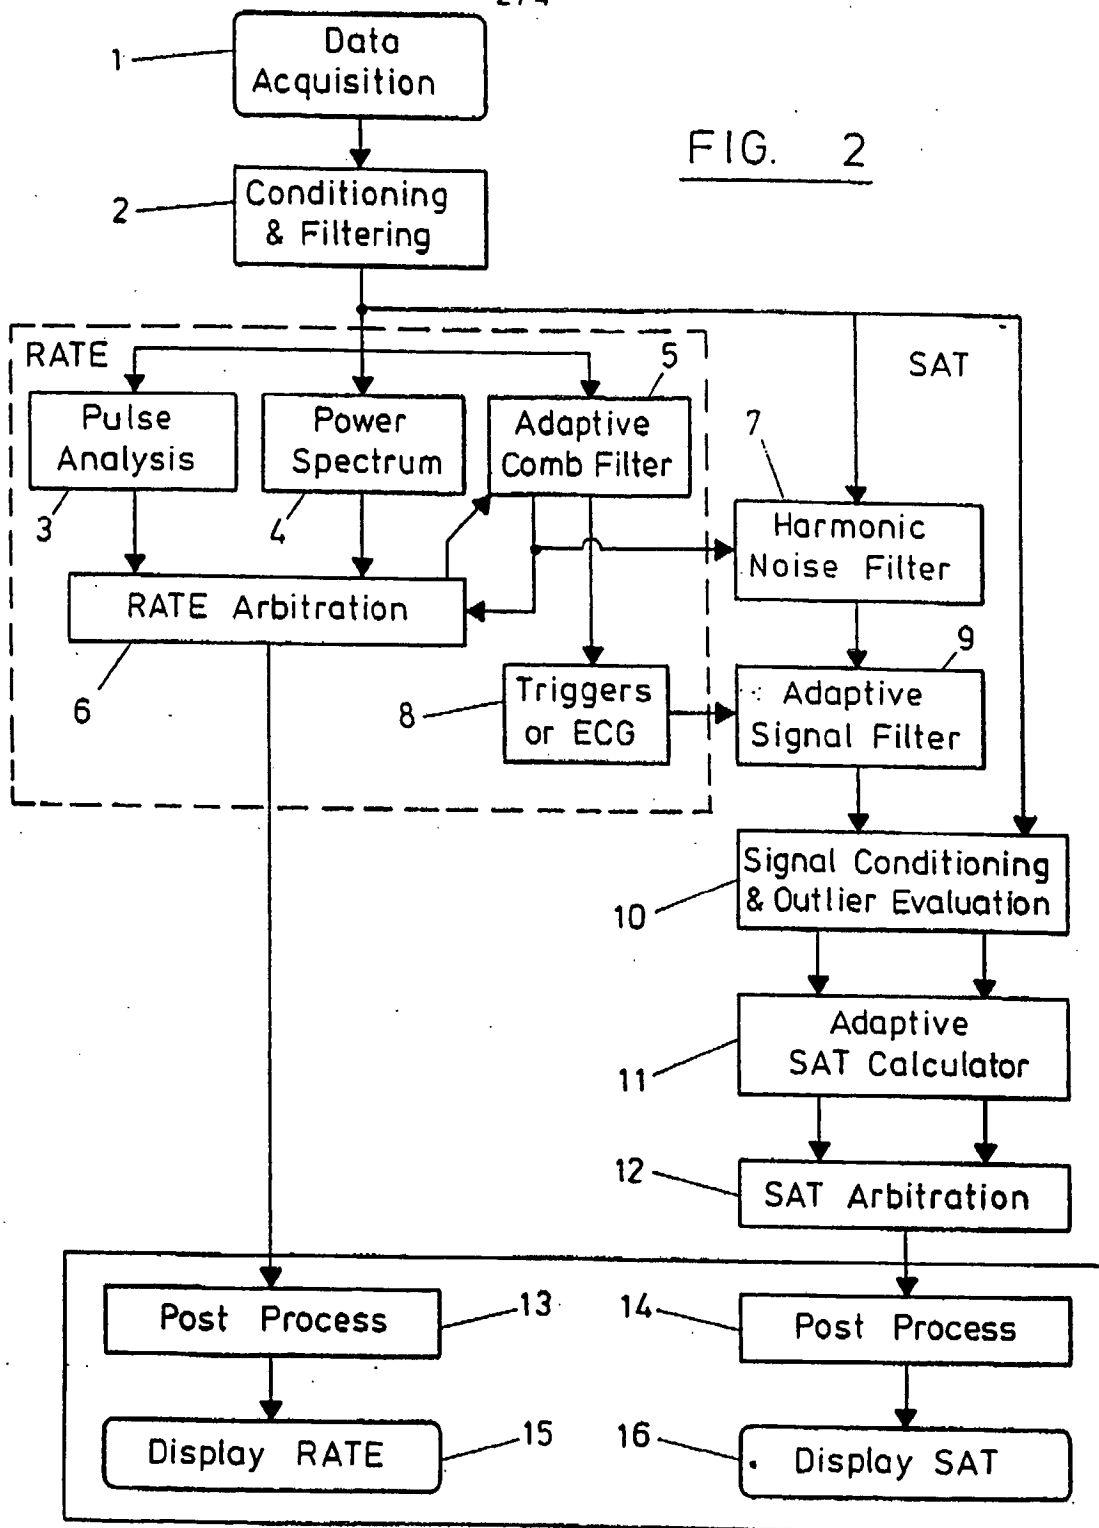 1
Data
Acquisition
FIG. 2
2
Conditioning
& Filtering
RATE
5
SAT
Pulse
Analysis
Power
Spectrum
Adaptive
Comb Filter
7
3
4
Harmonic
Noise Filter
RATE Arbitration
9
6
8
Triggers
or ECG
Adaptive
Signal Filter
Signal Conditioning
& Outlier Evaluation
10
Adaptive
SAT Calculator
11
12
SAT Arbitration
Post Process
13
14
Post Process
Display RATE
15
16
Display SAT